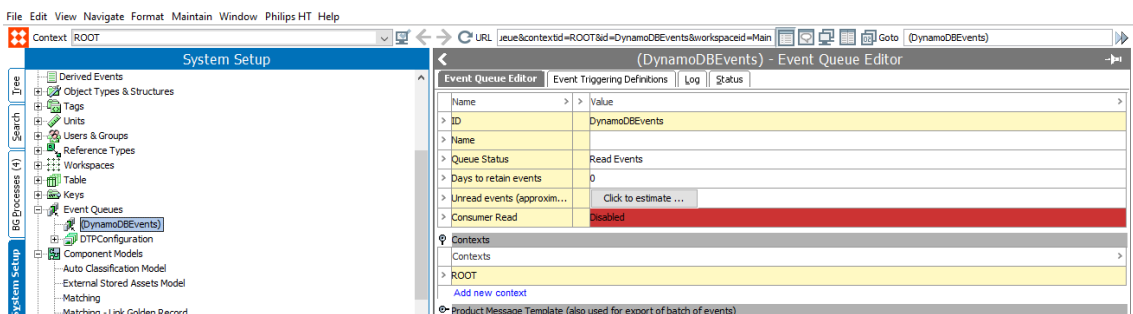 File Edit View Navigate Format Maintain Window Philips HT Help
Context ROOT
URL ueue&contextid=ROOT&id=DynamoDBEvents&workspaceid=Main
Goto (DynamoDBEvents)
System Setup
(DynamoDBEvents) - Event Queue Editor
Tree
Search
BG Processes (4)
System Setup
Derived Events
Object Types & Structures
Tags
Units
Users & Groups
Reference Types
Workspaces
Table
Keys
Event Queues
(DynamoDBEvents)
DTPConfiguration
Component Models
Auto Classification Model
External Stored Assets Model
Matching
Matching - Link Golden Record
Event Queue Editor Event Triggering Definitions Log Status
Name > > Value >
> ID DynamoDBEvents
> Name
> Queue Status Read Events
> Days to retain events 0
> Unread events (approxim... Click to estimate ...
> Consumer Read Disabled
Contexts
Contexts >
> ROOT
Add new context
Product Message Template (also used for export of batch of events)